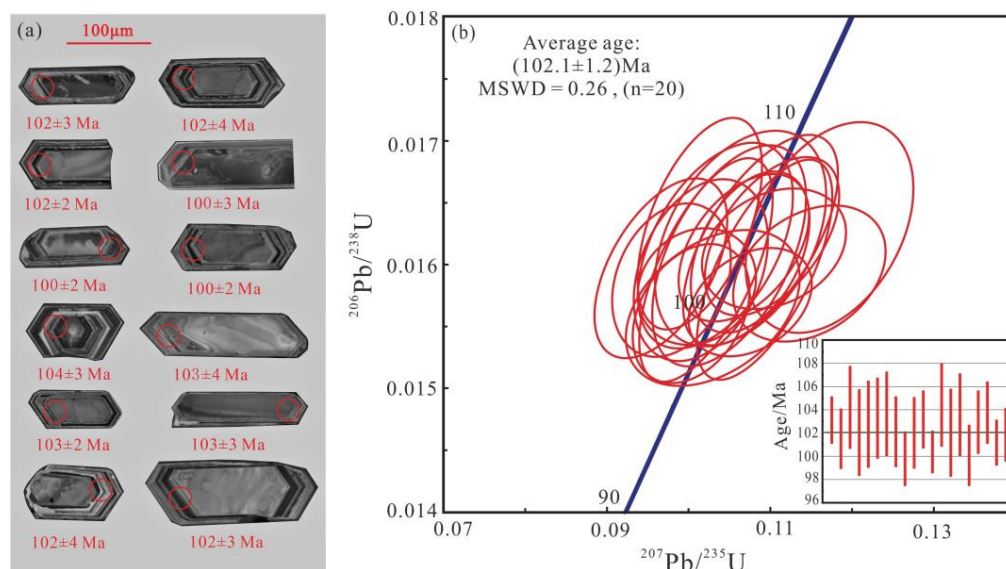 (a)
100μm
102±3 Ma
102±4 Ma
102±2 Ma
100±3 Ma
100±2 Ma
100±2 Ma
104±3 Ma
103±4 Ma
103±2 Ma
103±3 Ma
102±4 Ma
102±3 Ma
(b)
Average age:
(102.1±1.2)Ma
MSWD = 0.26 , (n=20)
0.018
0.017
0.016
0.015
0.014
²⁰⁶Pb/²³⁸U
110
100
90
0.07
0.09
0.11
0.13
²⁰⁷Pb/²³⁵U
Age/Ma
110
108
106
104
102
100
98
96